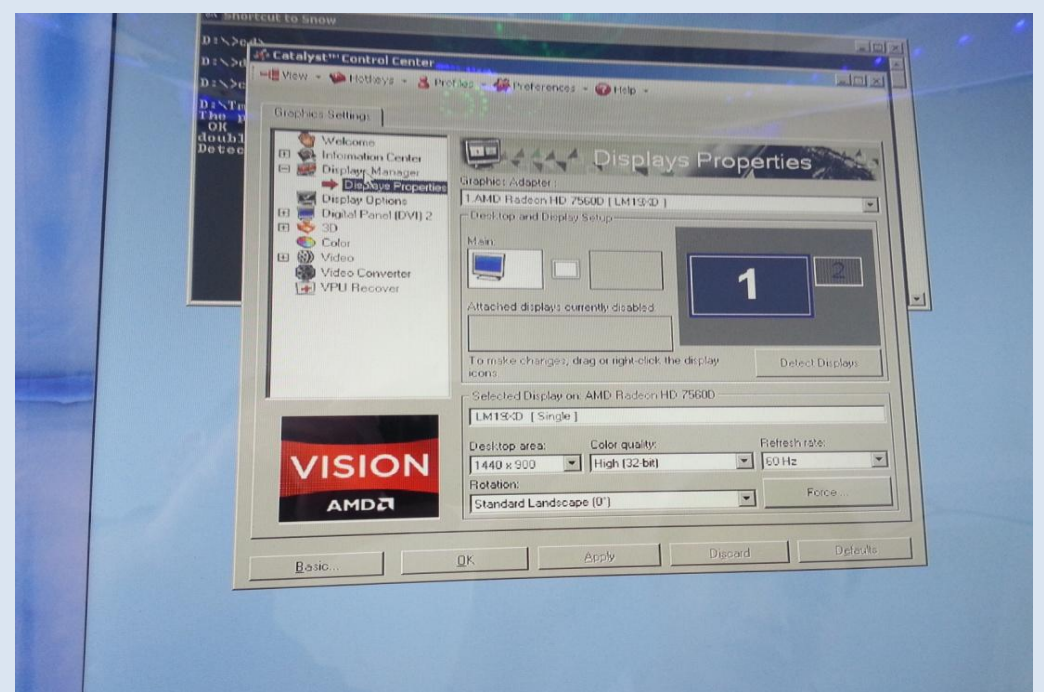 Shortcut to Snow
D:\>cd\
D:\>d
D:\>c
D:\Tm
The p
OK
doubl
Detec
Catalyst™ Control Center
View
Hotkeys
Profiles
Preferences
Help
Graphics Settings
Welcome
Information Center
Displays Manager
Displays Properties
Display Options
Digital Panel (DVI) 2
3D
Color
Video
Video Converter
VPU Recover
VISION
AMD
Displays Properties
Graphics Adapter:
1.AMD Radeon HD 7560D [ LM19XD ]
Desktop and Display Setup
Main
1
2
Attached displays currently disabled
To make changes, drag or right-click the display
icons.
Detect Displays
Selected Display on: AMD Radeon HD 7560D
LM19XD [ Single ]
Desktop area:
Color quality:
Refresh rate:
1440 x 900
High (32-bit)
60 Hz
Rotation:
Standard Landscape (0°)
Force...
Basic...
OK
Apply
Discard
Defaults